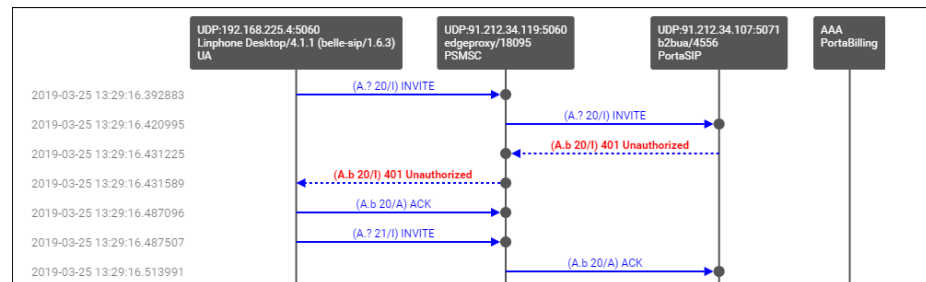 UDP:192.168.225.4:5060
Linphone Desktop/4.1.1 (belle-sip/1.6.3)
UA
UDP:91.212.34.119:5060
edgeproxy/18095
PSMSC
UDP:91.212.34.107:5071
b2bua/4556
PortaSIP
AAA
PortaBilling
2019-03-25 13:29:16.392883
(A.? 20/I) INVITE
2019-03-25 13:29:16.420995
(A.? 20/I) INVITE
2019-03-25 13:29:16.431225
(A.b 20/I) 401 Unauthorized
2019-03-25 13:29:16.431589
(A.b 20/I) 401 Unauthorized
2019-03-25 13:29:16.487096
(A.b 20/A) ACK
2019-03-25 13:29:16.487507
(A.? 21/I) INVITE
2019-03-25 13:29:16.513991
(A.b 20/A) ACK